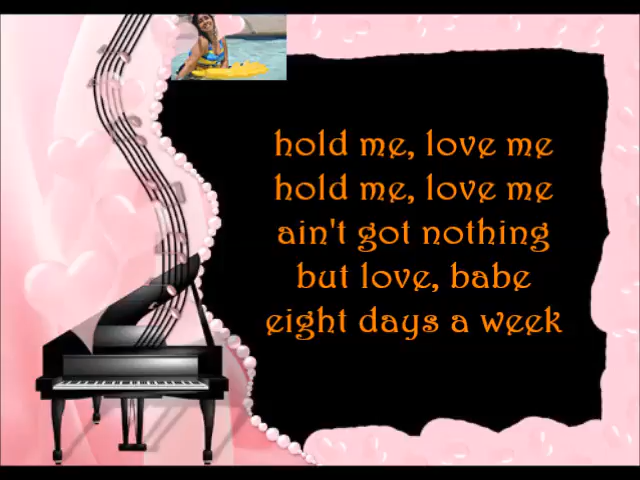 hold me, love me
hold me, love me
ain't got nothing
but love, babe
eight days a week